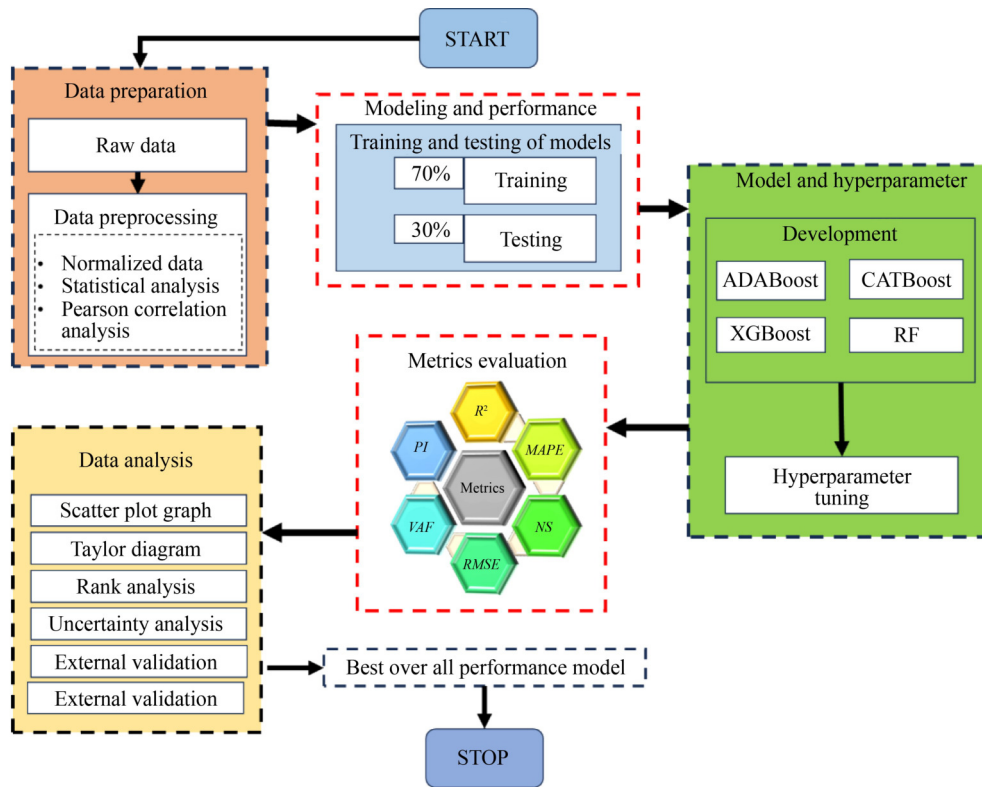 START
Data preparation
Raw data
Data preprocessing
• Normalized data
• Statistical analysis
• Pearson correlation
analysis
Modeling and performance
Training and testing of models
70%
Training
30%
Testing
Model and hyperparameter
Development
ADABoost
CATBoost
XGBoost
RF
Hyperparameter
tuning
Metrics evaluation
R²
PI
MAPE
Metrics
VAF
NS
RMSE
Data analysis
Scatter plot graph
Taylor diagram
Rank analysis
Uncertainty analysis
External validation
External validation
Best over all performance model
STOP